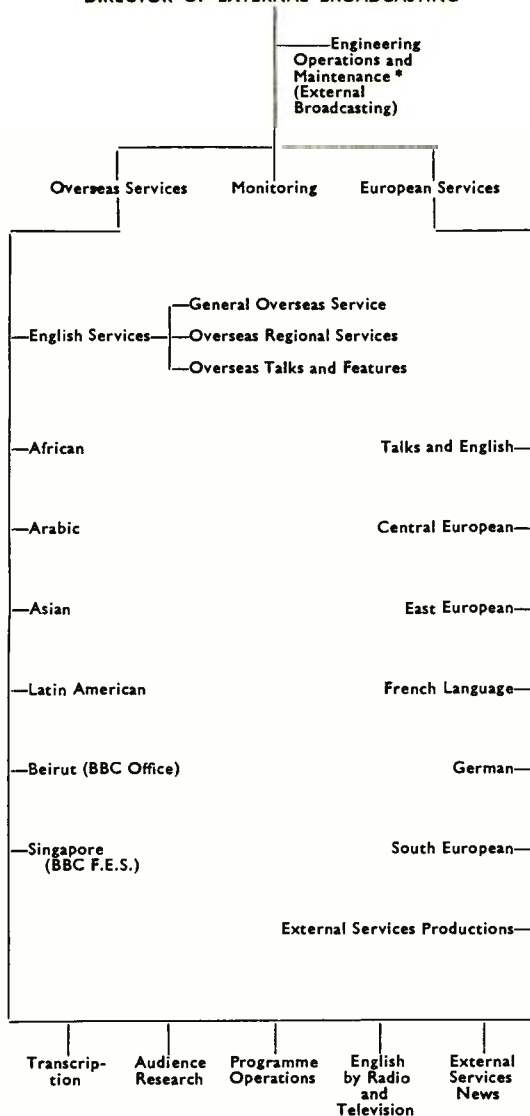 DIRECTOR OF EXTERNAL BROADCASTING
Engineering
Operations and
Maintenance *
(External
Broadcasting)
Overseas Services
Monitoring
European Services
General Overseas Service
English Services
Overseas Regional Services
Overseas Talks and Features
African
Talks and English
Arabic
Central European
Asian
East European
Latin American
French Language
Beirut (BBC Office)
German
Singapore
(BBC F.E.S.)
South European
External Services Productions
Transcrip-
tion
Audience
Research
Programme
Operations
English
by Radio
and
Television
External
Services
News